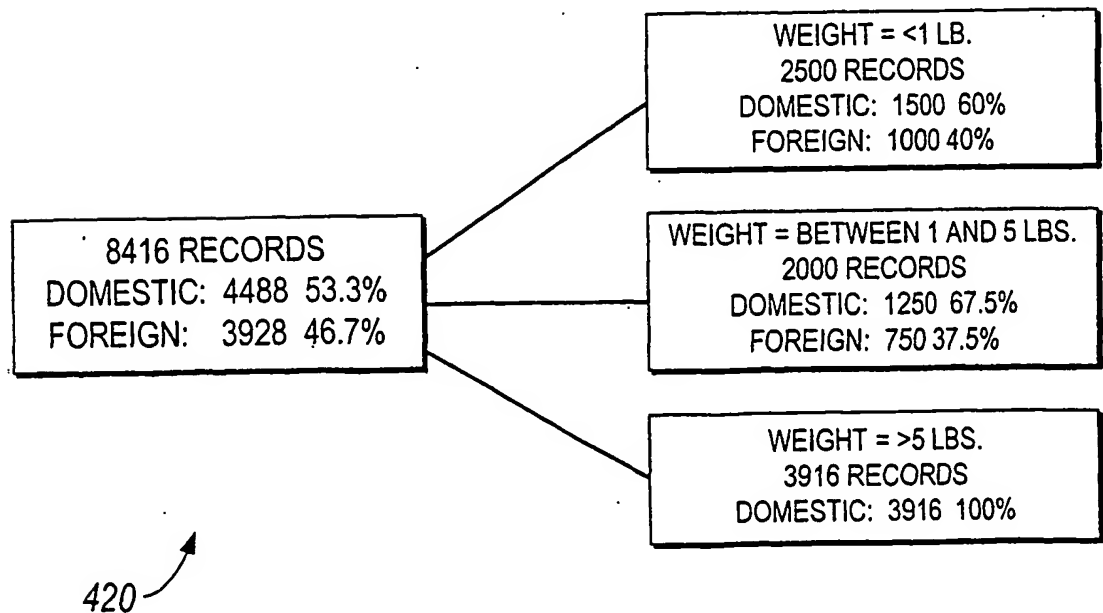 8416 RECORDS
DOMESTIC: 4488 53.3%
FOREIGN: 3928 46.7%
WEIGHT = <1 LB.
2500 RECORDS
DOMESTIC: 1500 60%
FOREIGN: 1000 40%
WEIGHT = BETWEEN 1 AND 5 LBS.
2000 RECORDS
DOMESTIC: 1250 67.5%
FOREIGN: 750 37.5%
WEIGHT = >5 LBS.
3916 RECORDS
DOMESTIC: 3916 100%
420